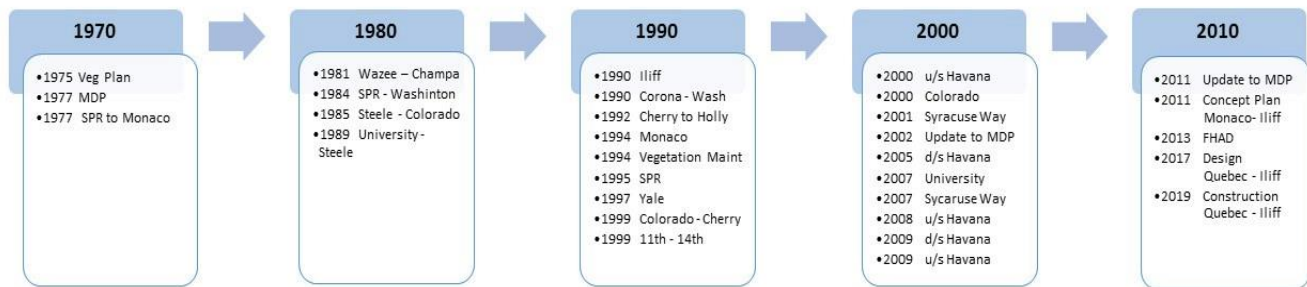 1970
•1975 Veg Plan
•1977 MDP
•1977 SPR to Monaco
1980
•1981 Wazee – Champa
•1984 SPR - Washinton
•1985 Steele - Colorado
•1989 University -
Steele
1990
•1990 Iliff
•1990 Corona - Wash
•1992 Cherry to Holly
•1994 Monaco
•1994 Vegetation Maint
•1995 SPR
•1997 Yale
•1999 Colorado - Cherry
•1999 11th - 14th
2000
•2000 u/s Havana
•2000 Colorado
•2001 Syracuse Way
•2002 Update to MDP
•2005 d/s Havana
•2007 University
•2007 Sycaruse Way
•2008 u/s Havana
•2009 d/s Havana
•2009 u/s Havana
2010
•2011 Update to MDP
•2011 Concept Plan
Monaco- Iliff
•2013 FHAD
•2017 Design
Quebec - Iliff
•2019 Construction
Quebec - Iliff